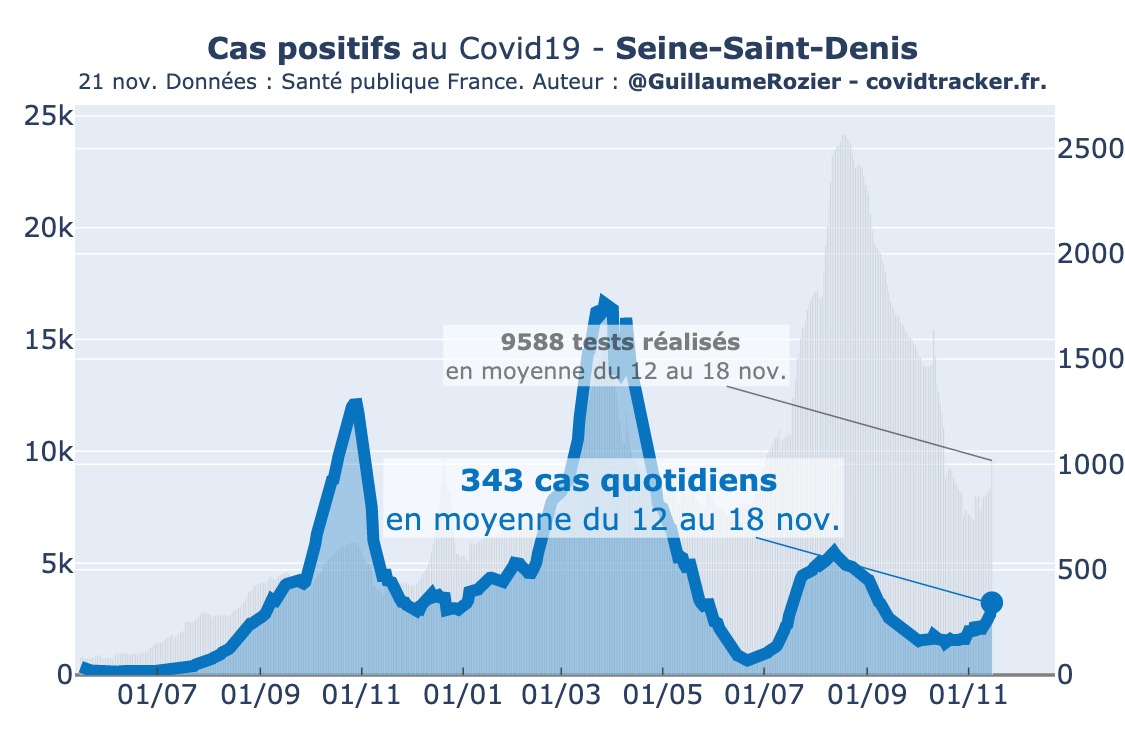 Cas positifs au Covid19 - Seine-Saint-Denis
21 nov. Données : Santé publique France. Auteur : @GuillaumeRozier - covidtracker.fr.
25k
20k
15k
10k
5k
0
2500
2000
1500
1000
500
0
9588 tests réalisés
en moyenne du 12 au 18 nov.
343 cas quotidiens
en moyenne du 12 au 18 nov.
01/07 01/09 01/11 01/01 01/03 01/05 01/07 01/09 01/11